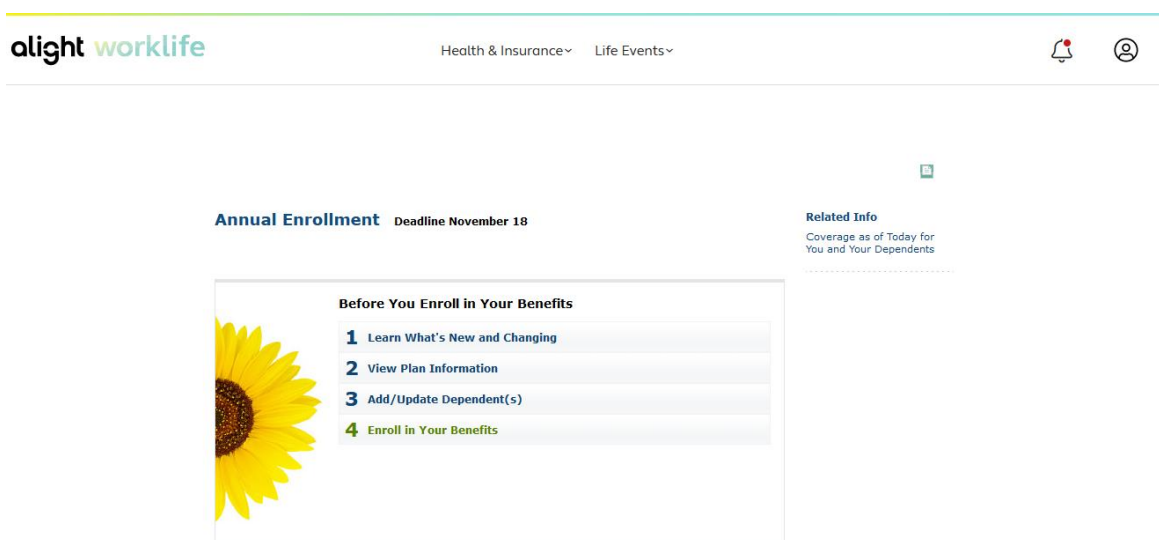 alight worklife
Health & Insurance
Life Events
Annual Enrollment Deadline November 18
Related Info
Coverage as of Today for
You and Your Dependents
Before You Enroll in Your Benefits
1 Learn What's New and Changing
2 View Plan Information
3 Add/Update Dependent(s)
4 Enroll in Your Benefits